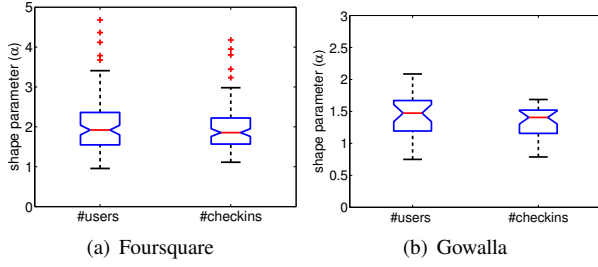 5
4
3
2
1
0
shape parameter (α)
#users
#checkins
(a) Foursquare
3
2.5
2
1.5
1
0.5
0
shape parameter (α)
#users
#checkins
(b) Gowalla